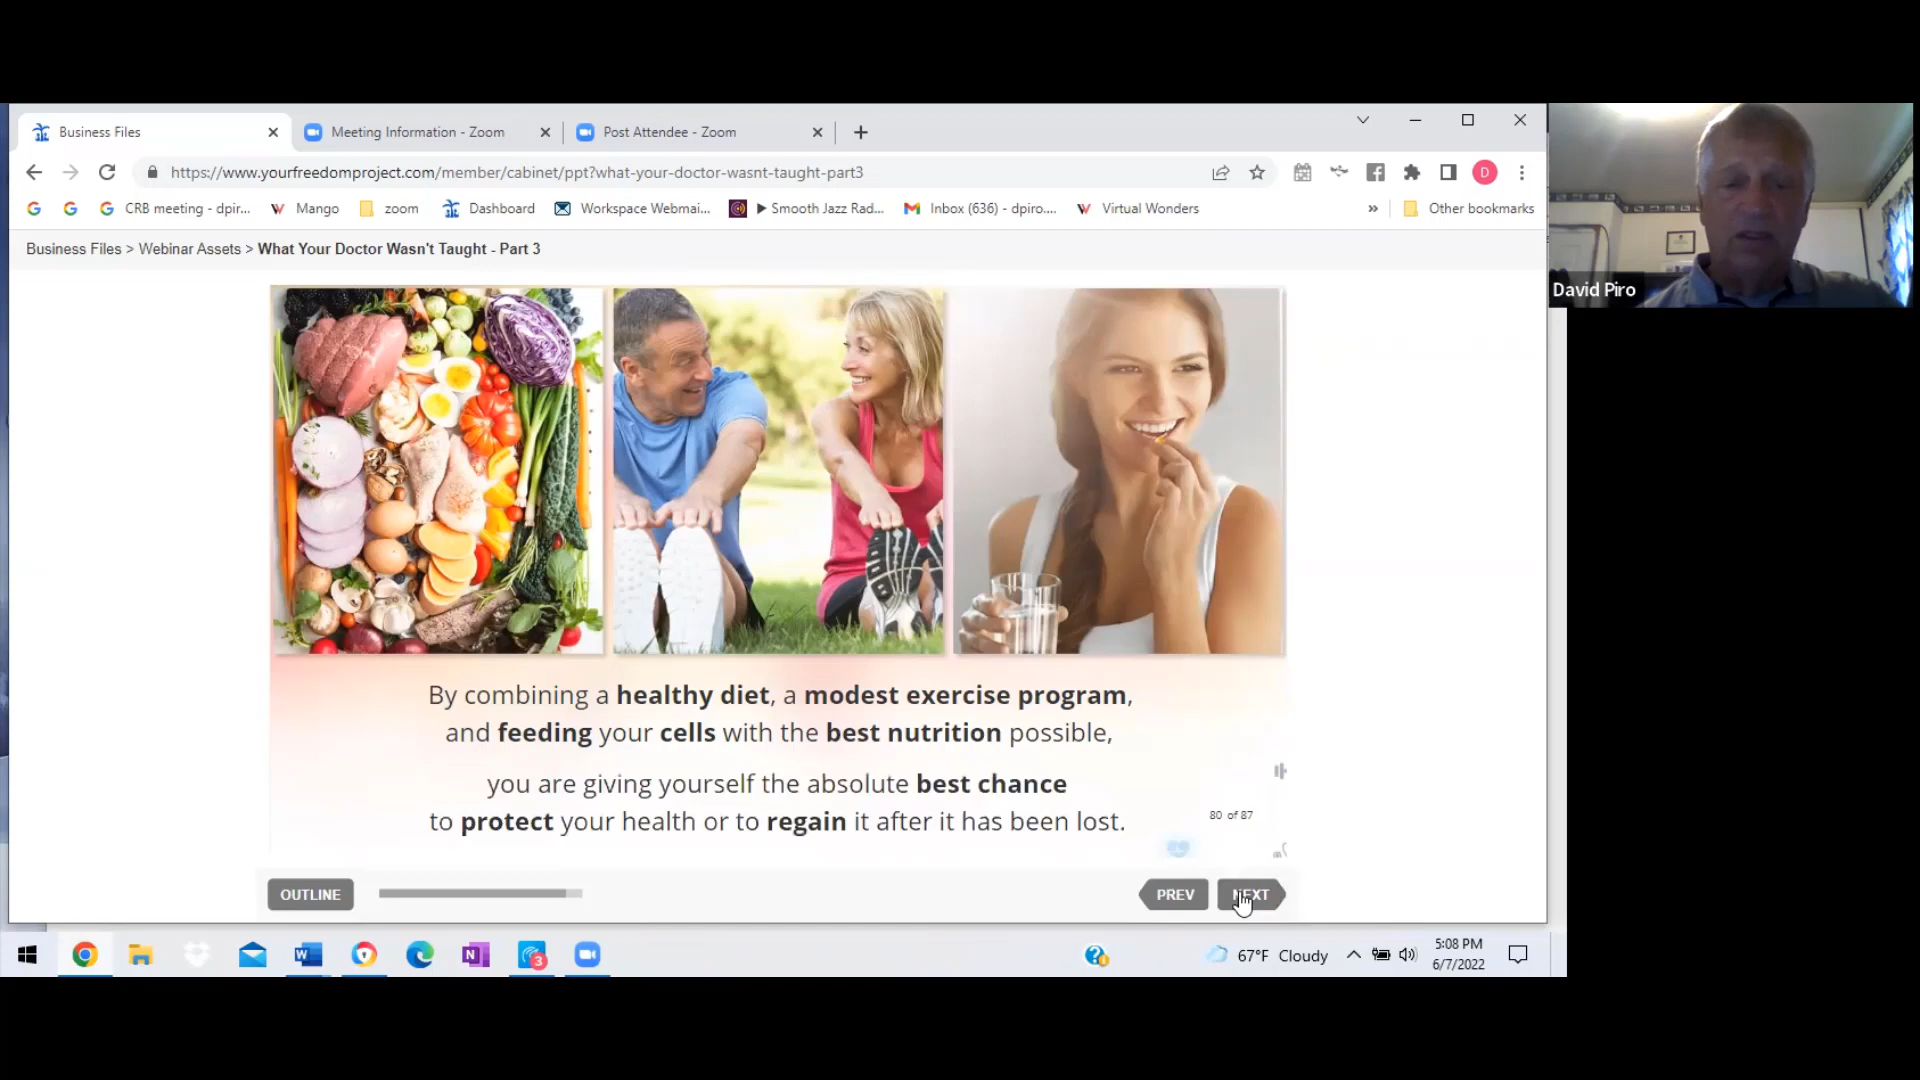 Business Files
Meeting Information - Zoom
Post Attendee - Zoom
https://www.yourfreedomproject.com/member/cabinet/ppt?what-your-doctor-wasnt-taught-part3
D
CRB meeting - dpir...
Mango
zoom
Dashboard
Workspace Webmai...
Smooth Jazz Rad...
Inbox (636) - dpiro....
Virtual Wonders
»
Other bookmarks
Business Files > Webinar Assets > What Your Doctor Wasn't Taught - Part 3
David Piro
By combining a healthy diet, a modest exercise program,
and feeding your cells with the best nutrition possible,
you are giving yourself the absolute best chance
to protect your health or to regain it after it has been lost.
80 of 87
OUTLINE
PREV
NEXT
3
67°F Cloudy
5:08 PM
6/7/2022